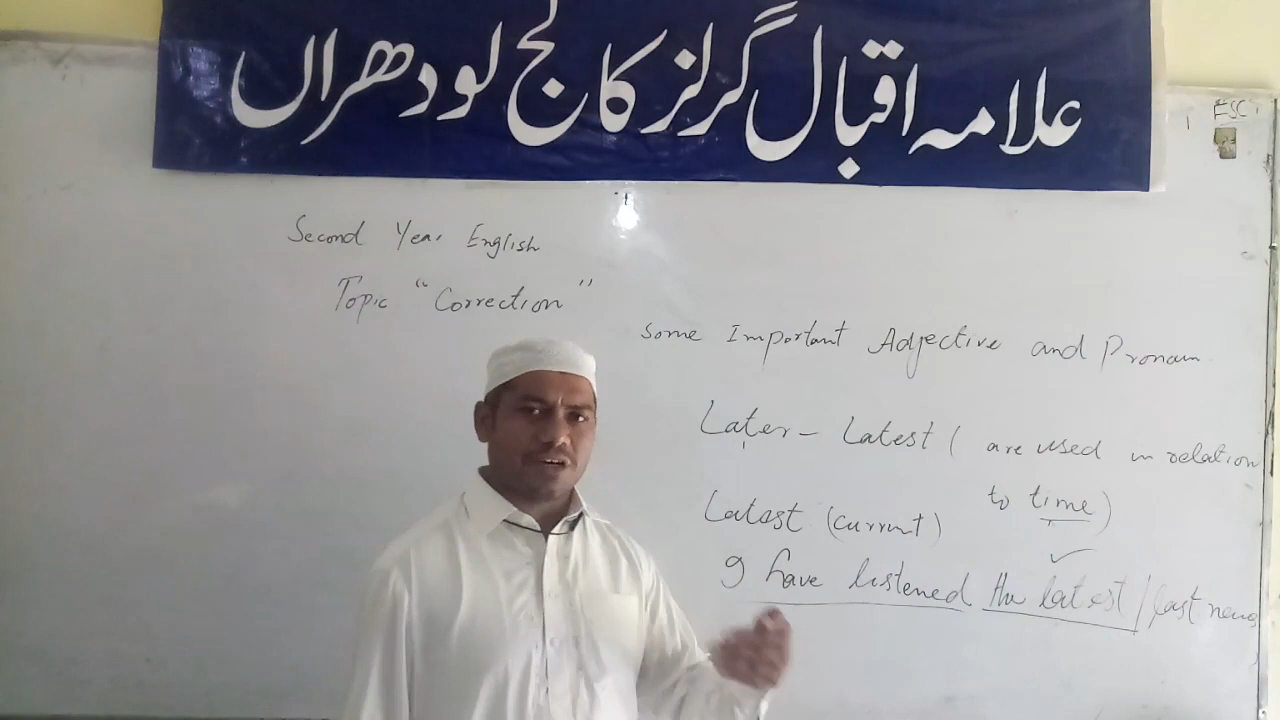 علامہ اقبال گرلز کالج لودھراں
FSC
Second Year English
Topic "Correction"
Some Important Adjective and Pronoun
Later - Latest ( are used in relation
to time)
Latest (current)
I have listened the latest / last news